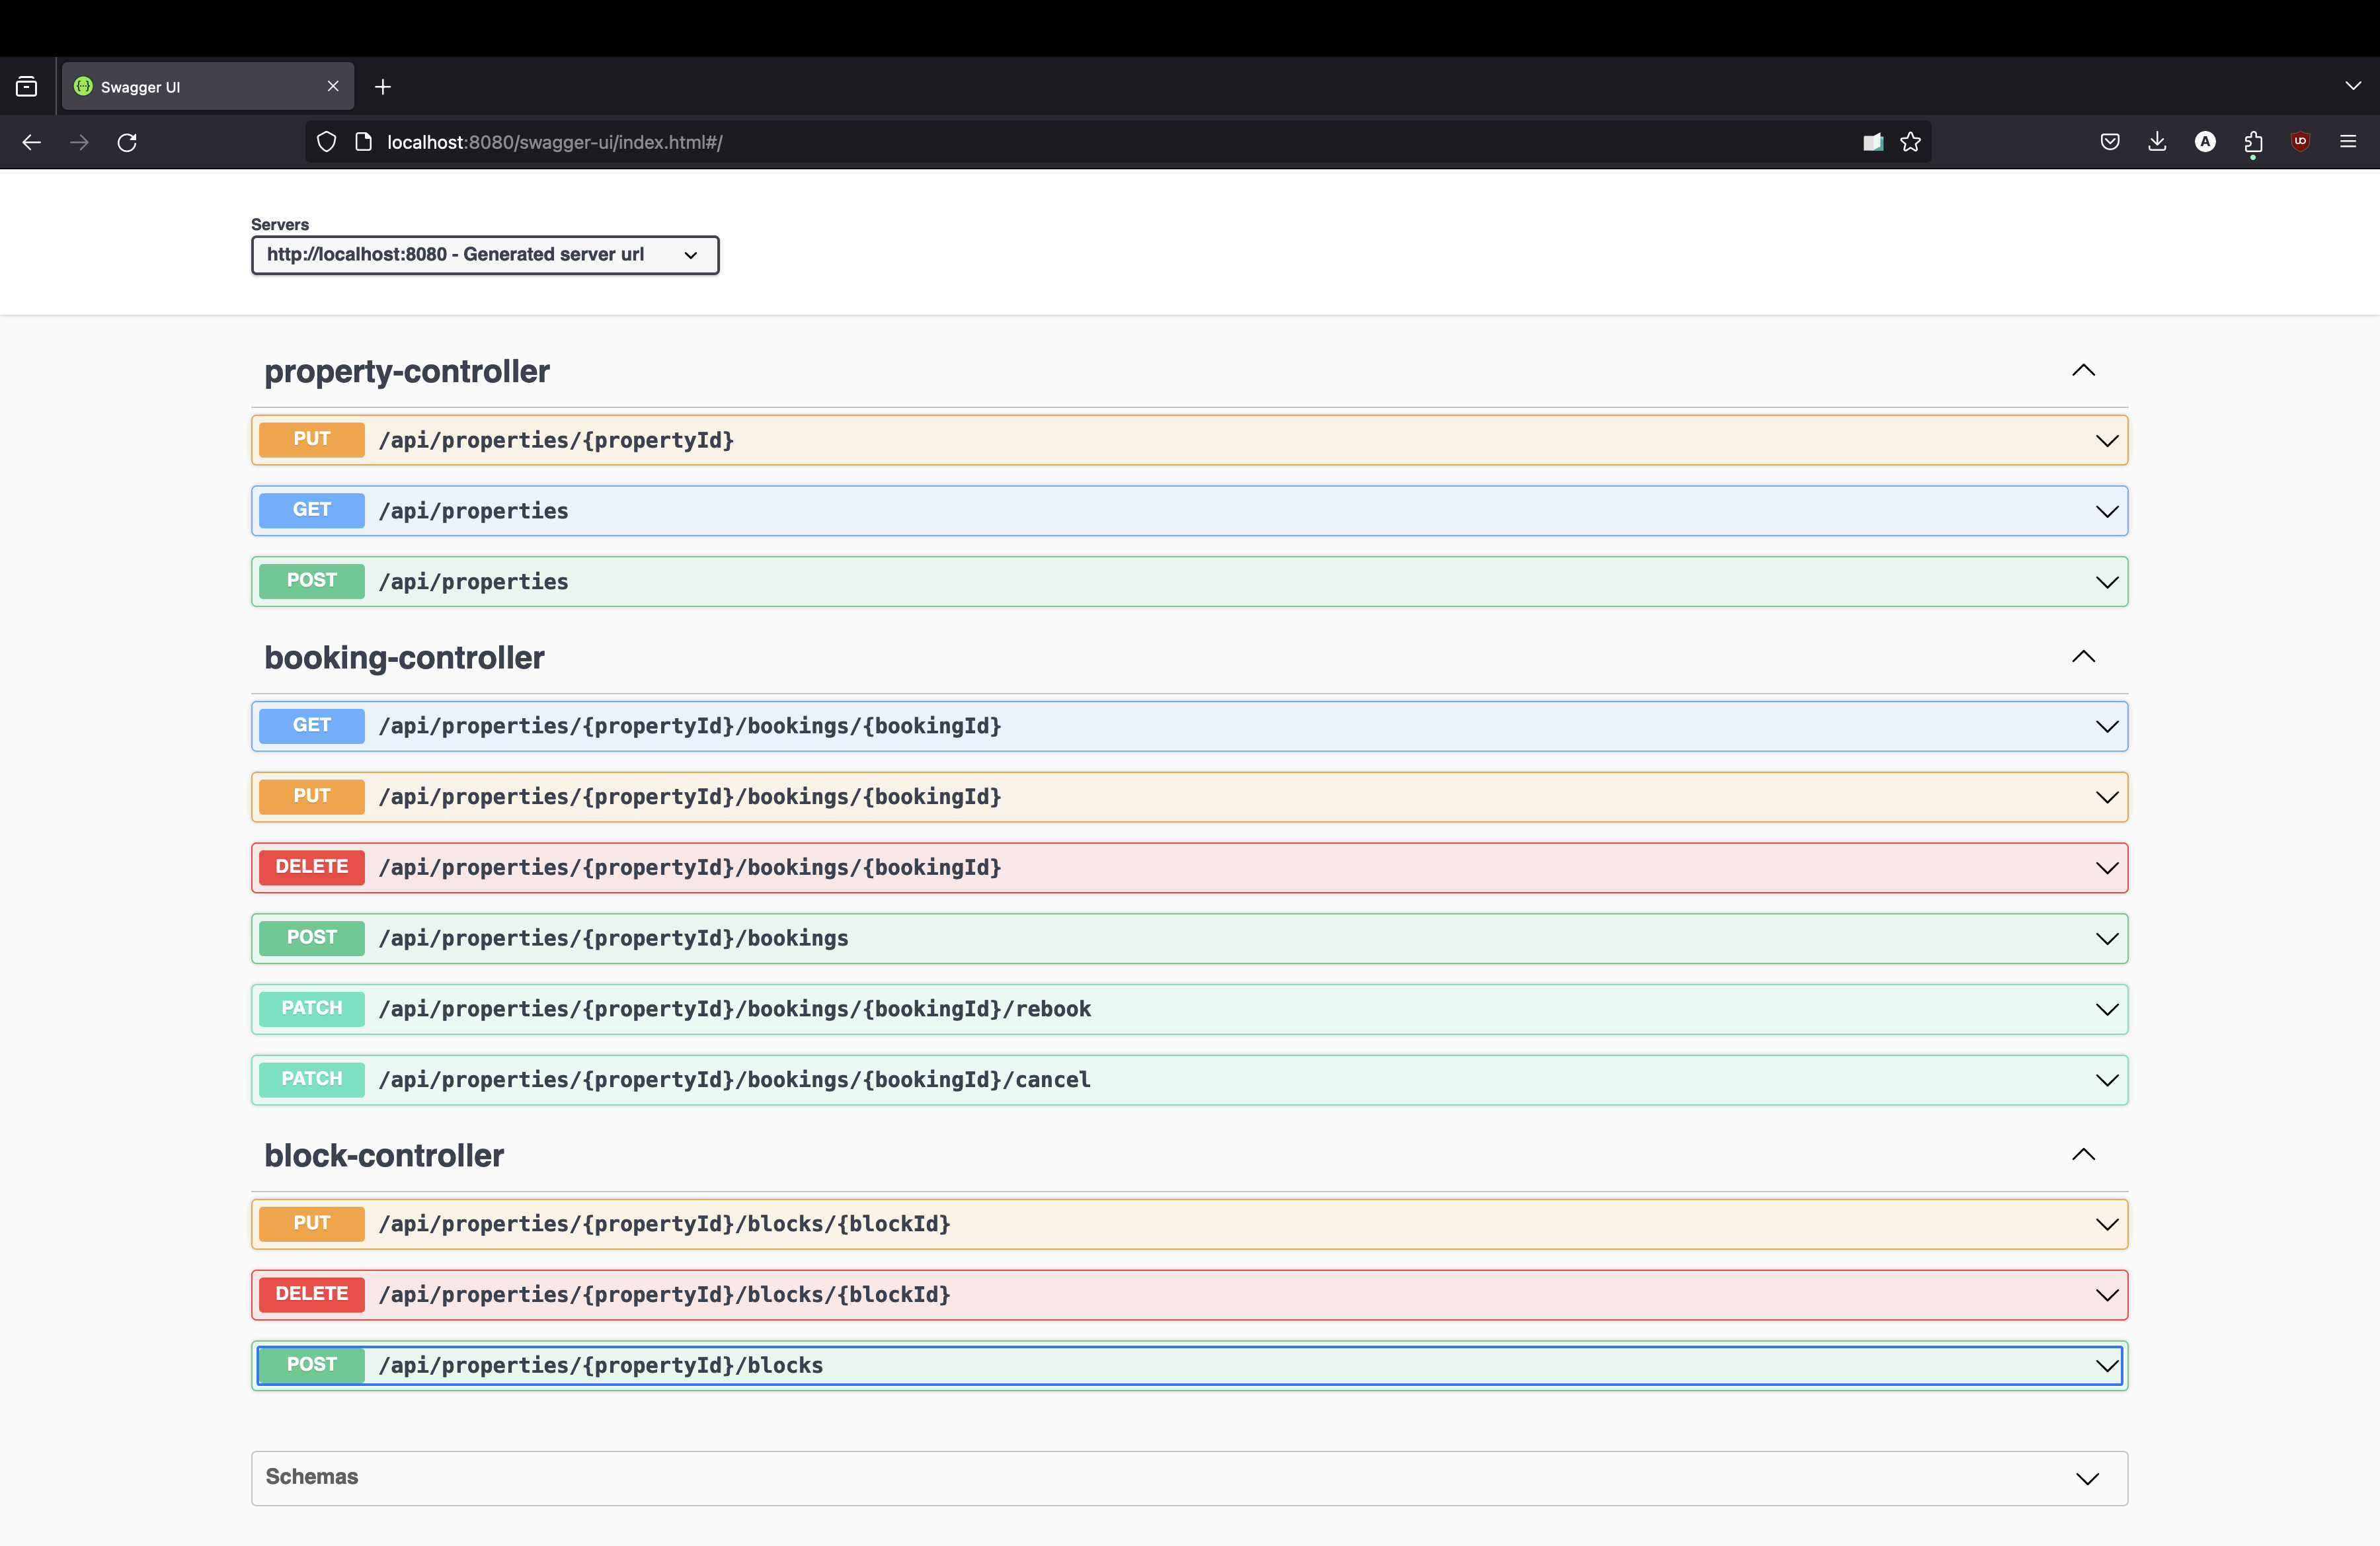 Swagger UI
localhost:8080/swagger-ui/index.html#/
A
UO
Servers
http://localhost:8080 - Generated server url
property-controller
PUT /api/properties/{propertyId}
GET /api/properties
POST /api/properties
booking-controller
GET /api/properties/{propertyId}/bookings/{bookingId}
PUT /api/properties/{propertyId}/bookings/{bookingId}
DELETE /api/properties/{propertyId}/bookings/{bookingId}
POST /api/properties/{propertyId}/bookings
PATCH /api/properties/{propertyId}/bookings/{bookingId}/rebook
PATCH /api/properties/{propertyId}/bookings/{bookingId}/cancel
block-controller
PUT /api/properties/{propertyId}/blocks/{blockId}
DELETE /api/properties/{propertyId}/blocks/{blockId}
POST /api/properties/{propertyId}/blocks
Schemas